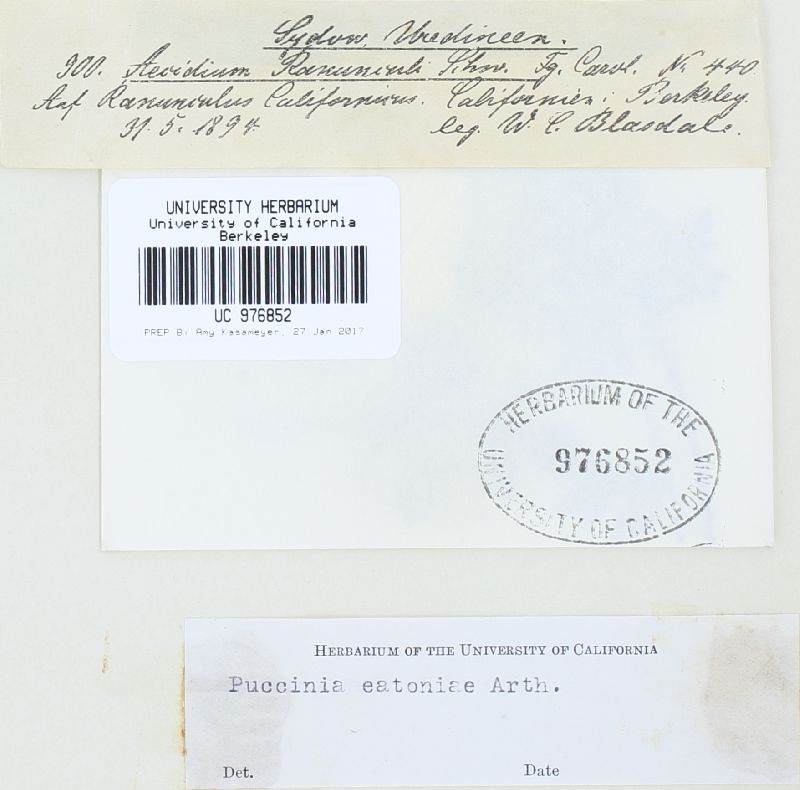 Sydow, Uredineen.
900. Aecidium Ranunculi Schw. Fg. Carol. No 440.
Auf Ranunculus Californicus. Californien: Berkeley.
31. 5. 1894. leg. W. C. Blasdale.
UNIVERSITY HERBARIUM
University of California
Berkeley
UC 976852
PREP BY Amy Kasameyer, 27 Jan 2017
HERBARIUM OF THE
976852
UNIVERSITY OF CALIFORNIA
HERBARIUM OF THE UNIVERSITY OF CALIFORNIA
Puccinia eatoniae Arth.
Det. Date